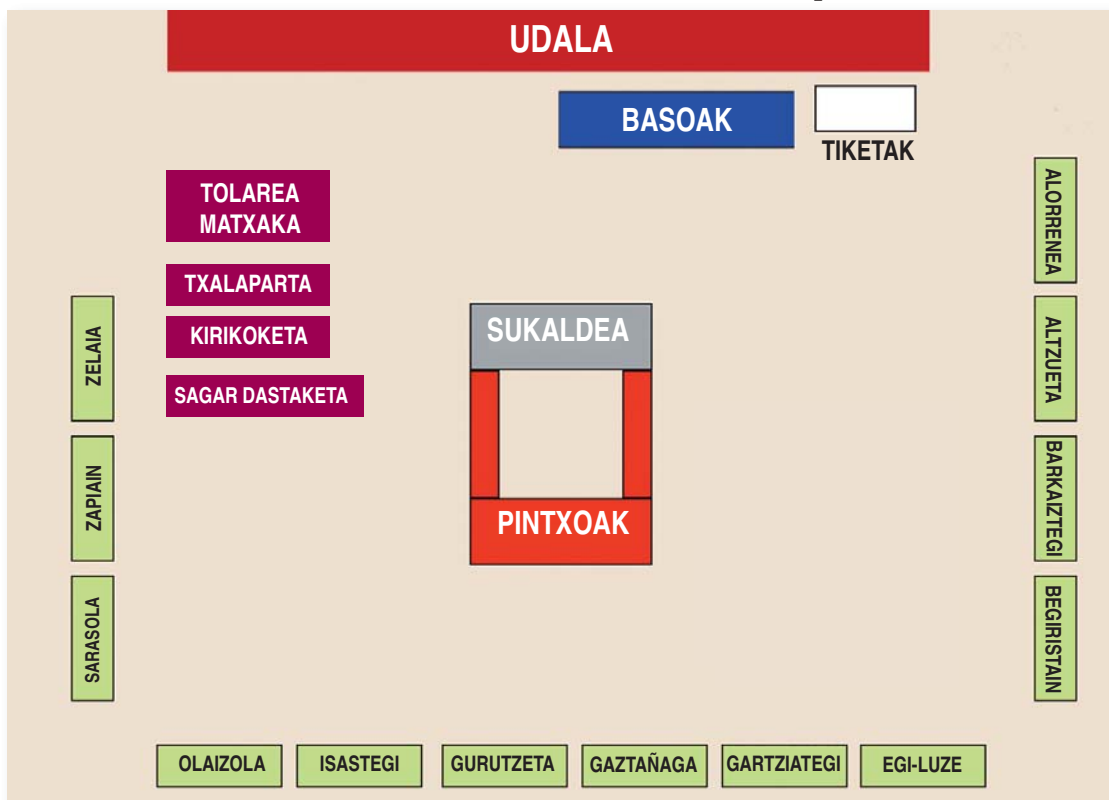 UDALA
BASOAK
TIKETAK
TOLAREA
MATXAKA
TXALAPARTA
KIRIKOKETA
SAGAR DASTAKETA
SUKALDEA
PINTXOAK
ZELAIA
ZAPIAIN
SARASOLA
ALORRENEA
ALTZUETA
BARKAIZTEGI
BEGIRISTAIN
OLAIZOLA
ISASTEGI
GURUTZETA
GAZTAÑAGA
GARTZIATEGI
EGI-LUZE